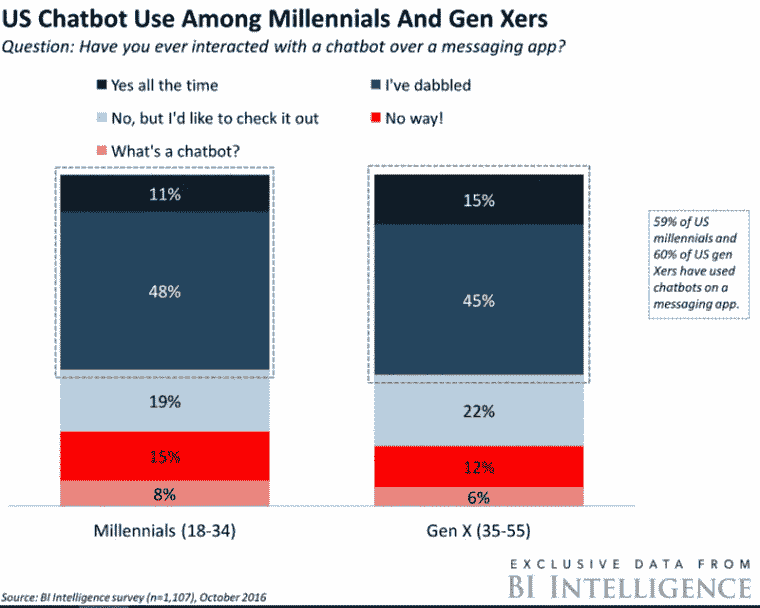 US Chatbot Use Among Millennials And Gen Xers
Question: Have you ever interacted with a chatbot over a messaging app?
Yes all the time
I've dabbled
No, but I'd like to check it out
No way!
What's a chatbot?
11%
15%
48%
45%
19%
22%
15%
12%
8%
6%
59% of US
millennials and
60% of US gen
Xers have used
chatbots on a
messaging app.
Millennials (18-34)
Gen X (35-55)
EXCLUSIVE DATA FROM
BI INTELLIGENCE
Source: BI Intelligence survey (n=1,107), October 2016